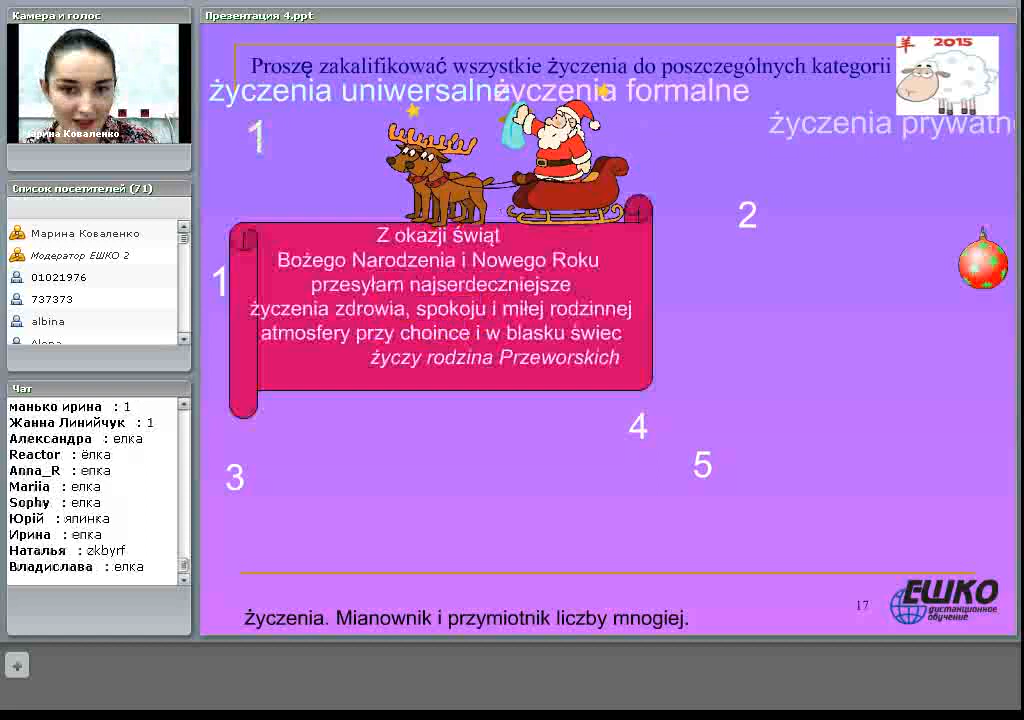 Камера и голос
Марина Коваленко
Список посетителей (71)
Марина Коваленко
Модератор ЕШКО 2
01021976
737373
albina
Alona
Чат
манько ирина : 1
Жанна Линийчук : 1
Александра : елка
Reactor : ёлка
Anna_R : елка
Mariia : елка
Sophy : елка
Юрій : ялинка
Ирина : елка
Наталья : zkbyrf
Владислава : елка
Презентация 4.ppt
Proszę zakalifikować wszystkie życzenia do poszczególnych kategorii
życzenia uniwersalne
życzenia formalne
życzenia prywatn
羊 2015
1
2
1
Z okazji świąt
Bożego Narodzenia i Nowego Roku
przesyłam najserdeczniejsze
życzenia zdrowia, spokoju i miłej rodzinnej
atmosfery przy choince i w blasku świec
życzy rodzina Przeworskich
4
5
3
17
ЕШКО
дистанционное
обучение
Życzenia. Mianownik i przymiotnik liczby mnogiej.